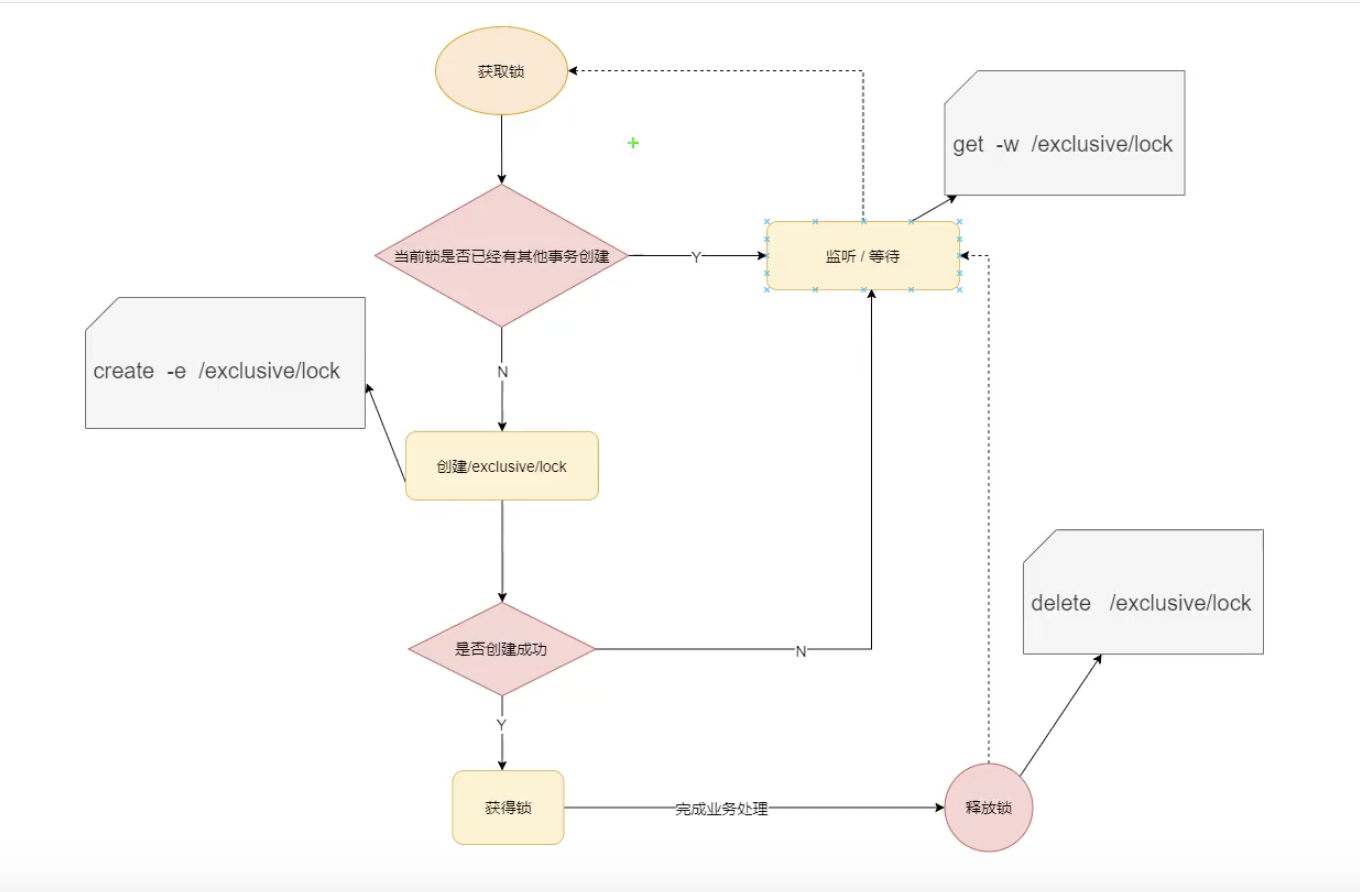 获取锁
get -w /exclusive/lock
当前锁是否已经有其他事务创建
Y
监听 / 等待
create -e /exclusive/lock
N
创建/exclusive/lock
delete /exclusive/lock
是否创建成功
N
Y
获得锁
完成业务处理
释放锁